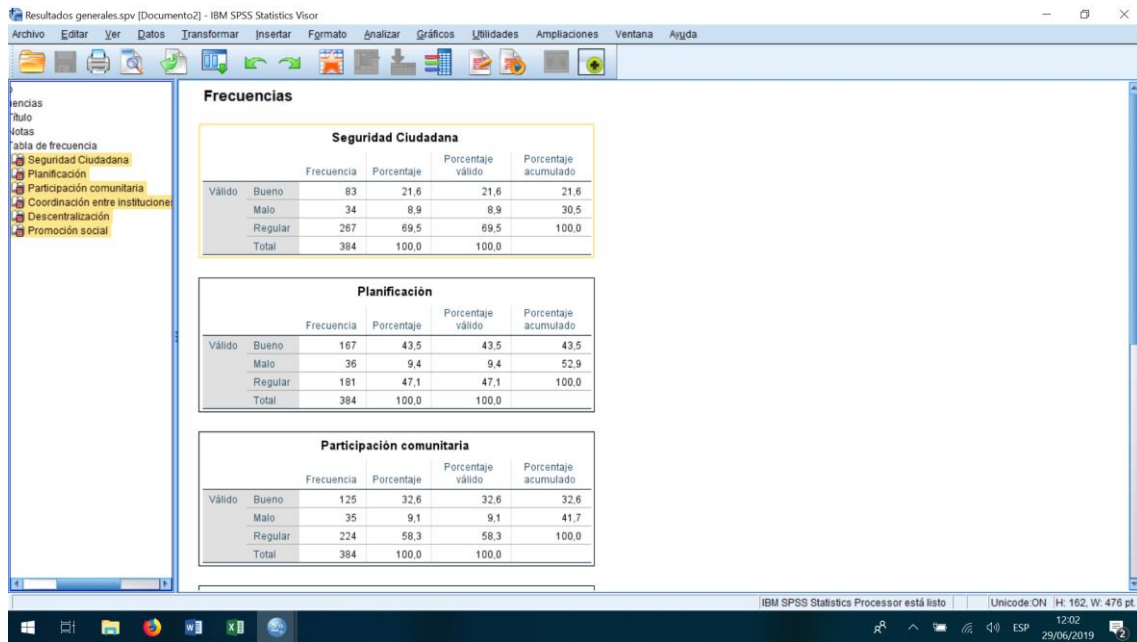 Resultados generales.spv [Documento2] - IBM SPSS Statistics Visor
Archivo Editar Ver Datos Transformar Insertar Formato Analizar Gráficos Utilidades Ampliaciones Ventana Ayuda
iencias
Título
Notas
Tabla de frecuencia
Seguridad Ciudadana
Planificación
Participación comunitaria
Coordinación entre institucione
Descentralización
Promoción social
Frecuencias
Seguridad Ciudadana
Frecuencia Porcentaje Porcentaje válido Porcentaje acumulado
Válido Bueno 83 21,6 21,6 21,6
Malo 34 8,9 8,9 30,5
Regular 267 69,5 69,5 100,0
Total 384 100,0 100,0
Planificación
Frecuencia Porcentaje Porcentaje válido Porcentaje acumulado
Válido Bueno 167 43,5 43,5 43,5
Malo 36 9,4 9,4 52,9
Regular 181 47,1 47,1 100,0
Total 384 100,0 100,0
Participación comunitaria
Frecuencia Porcentaje Porcentaje válido Porcentaje acumulado
Válido Bueno 125 32,6 32,6 32,6
Malo 35 9,1 9,1 41,7
Regular 224 58,3 58,3 100,0
Total 384 100,0 100,0
IBM SPSS Statistics Processor está listo Unicode:ON H: 162, W: 476 pt.
ESP 12:02
29/06/2019